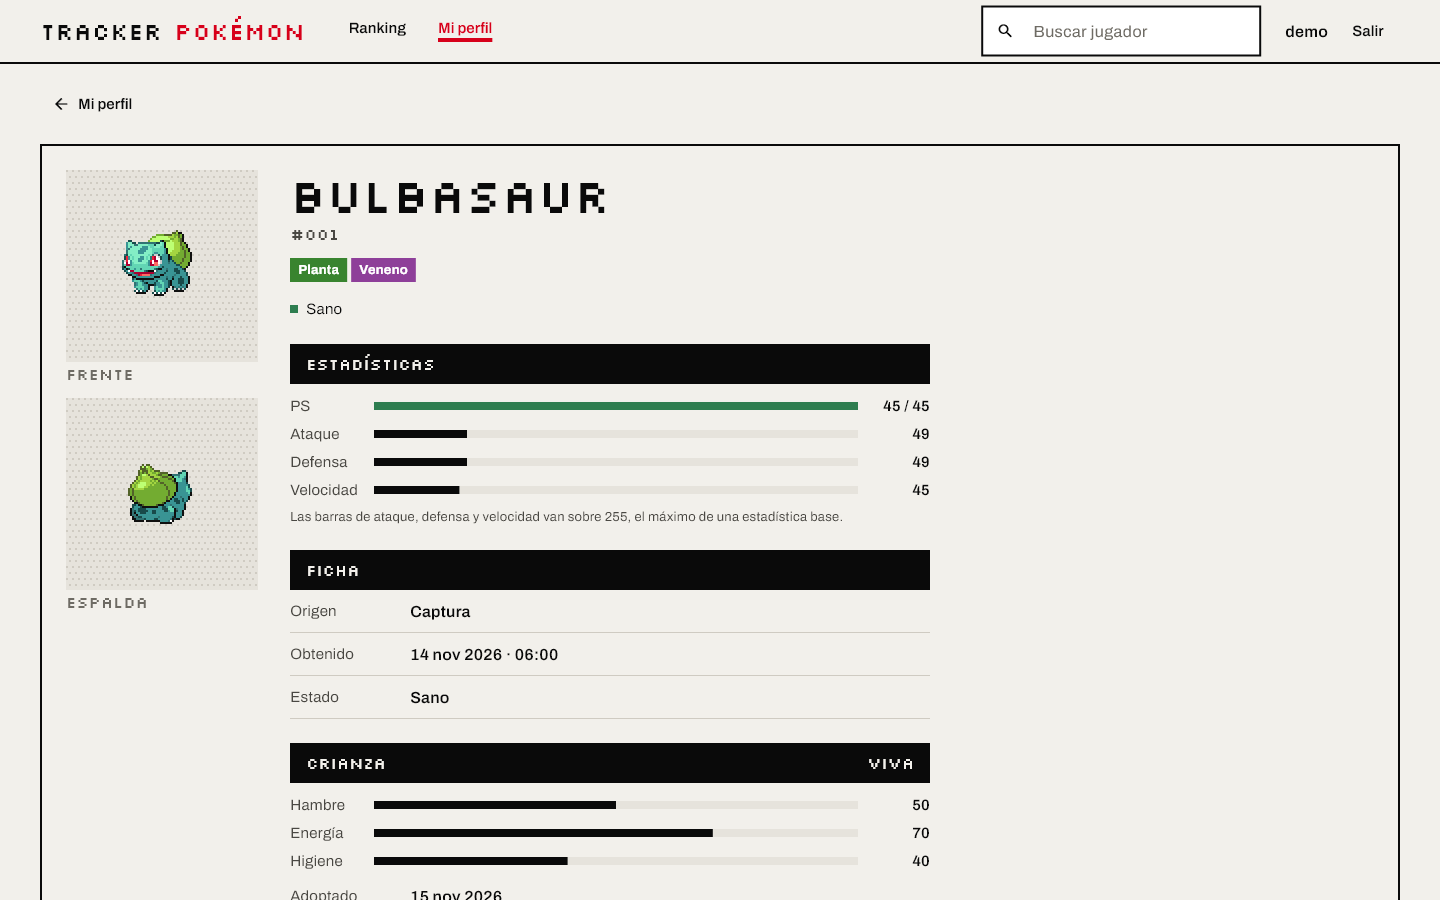 TRACKER POKÉMON
Ranking
Mi perfil
Buscar jugador
demo
Salir
Mi perfil
BULBASAUR
#001
Planta
Veneno
Sano
FRENTE
ESPALDA
ESTADÍSTICAS
PS 45 / 45
Ataque 49
Defensa 49
Velocidad 45
Las barras de ataque, defensa y velocidad van sobre 255, el máximo de una estadística base.
FICHA
Origen Captura
Obtenido 14 nov 2026 · 06:00
Estado Sano
CRIANZA VIVA
Hambre 50
Energía 70
Higiene 40
Adoptado 15 nov 2026